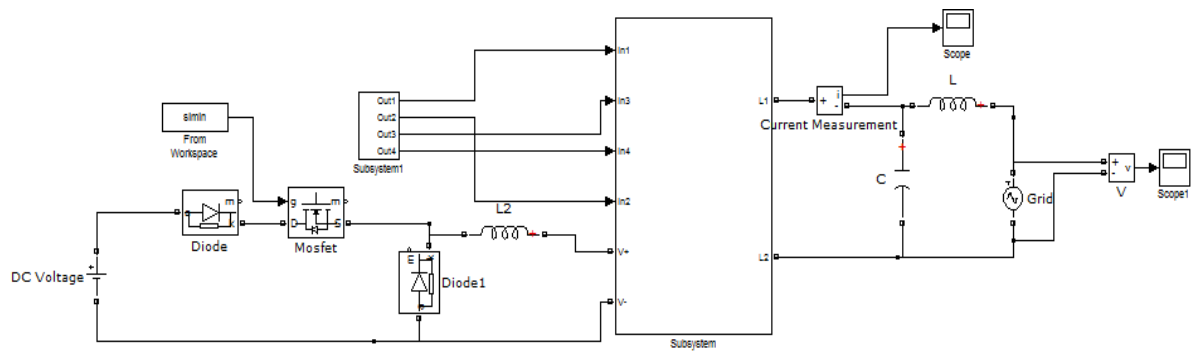 Scope
L
In1
simin
From
Workspace
Out1
Out2
Out3
Out4
Subsystem1
In3
In4
In2
L1
+
i
-
Current Measurement
C
+
-
v
V
Scope1
Grid
m
a
k
Diode
g
m
D
S
Mosfet
L2
DC Voltage
+
m
k
a
Diode1
V+
V-
L2
Subsystem